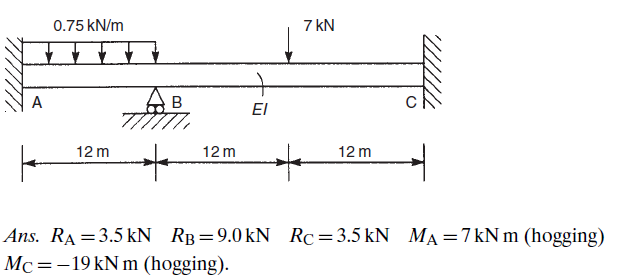 0.75 kN/m 7 kN
A B EI C
12 m 12 m 12 m
Ans. RA = 3.5 kN RB = 9.0 kN RC = 3.5 kN MA = 7 kN m (hogging)
MC = −19 kN m (hogging).